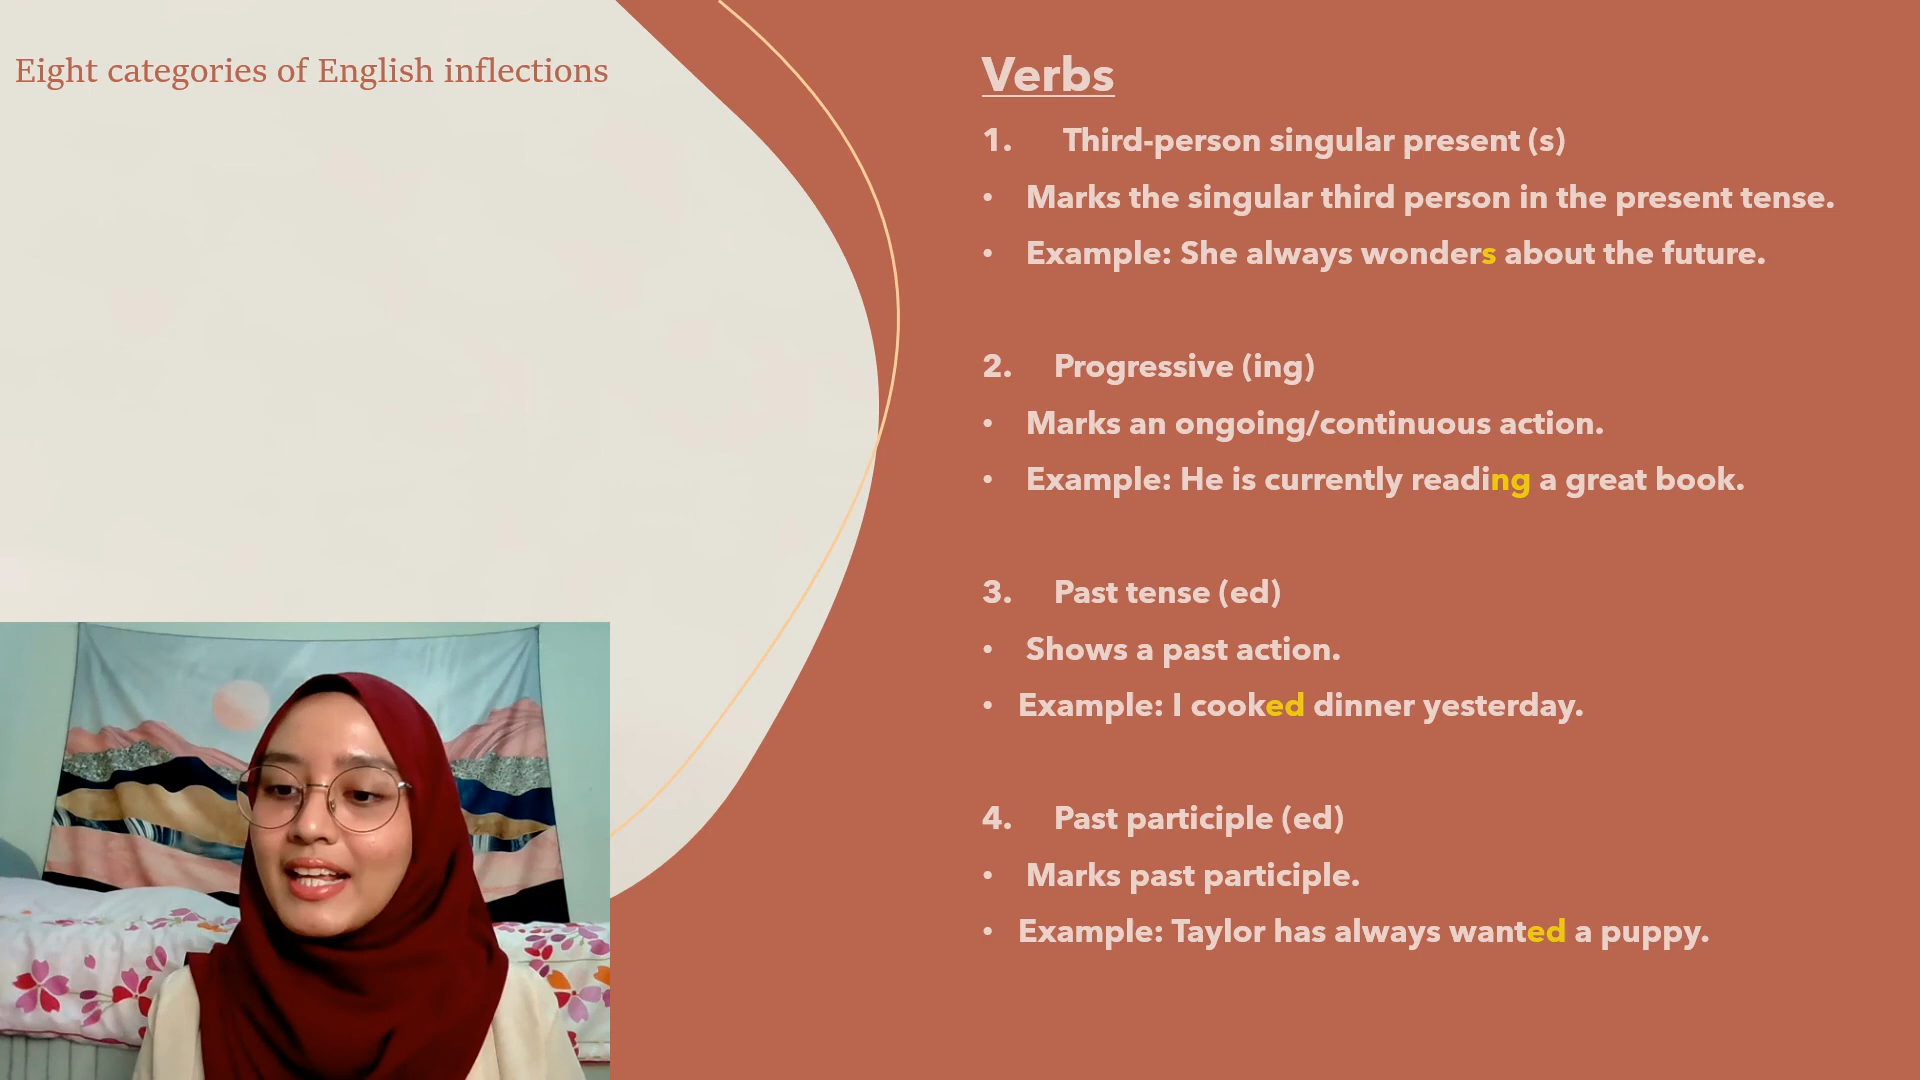 Eight categories of English inflections
Verbs
1. Third-person singular present (s)
• Marks the singular third person in the present tense.
• Example: She always wonders about the future.
2. Progressive (ing)
• Marks an ongoing/continuous action.
• Example: He is currently reading a great book.
3. Past tense (ed)
• Shows a past action.
• Example: I cooked dinner yesterday.
4. Past participle (ed)
• Marks past participle.
• Example: Taylor has always wanted a puppy.